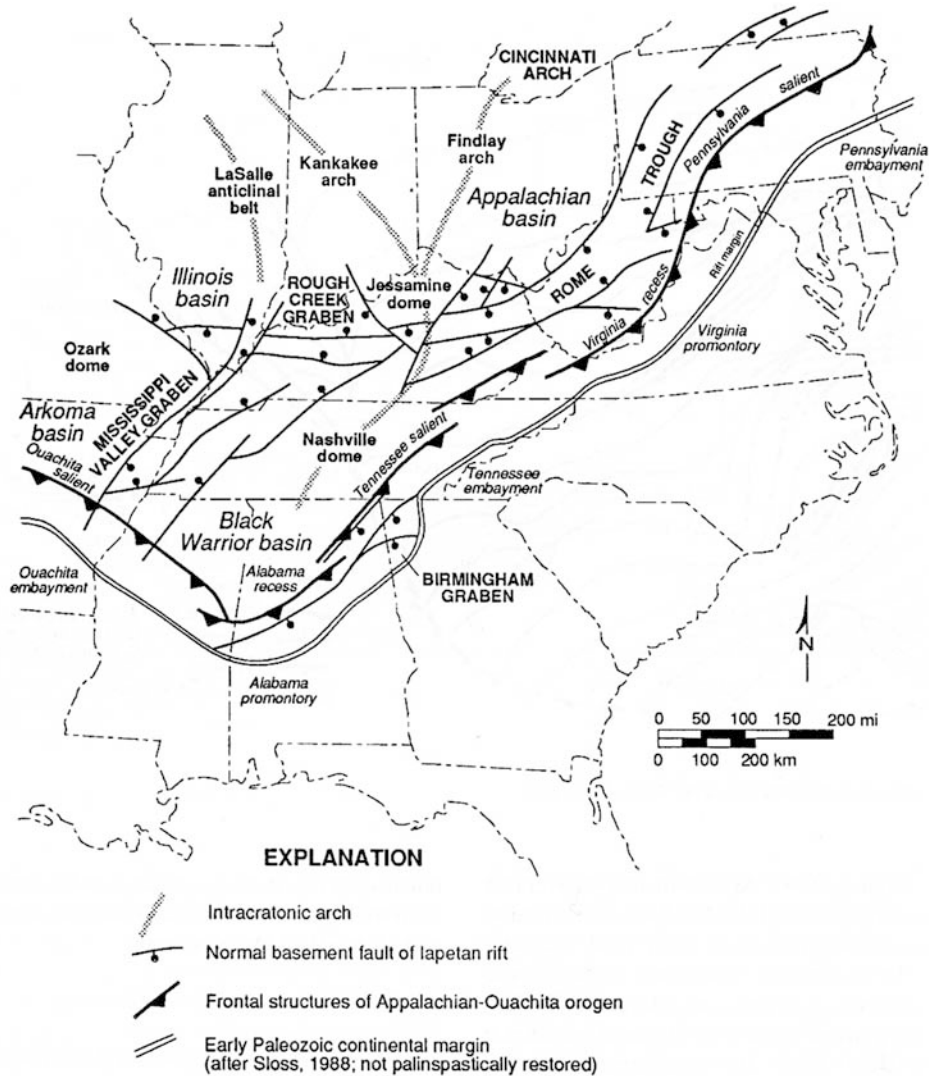 CINCINNATI
ARCH
Findlay
arch
Kankakee
arch
LaSalle
anticlinal
belt
Appalachian
basin
TROUGH
Pennsylvania
salient
Pennsylvania
embayment
Illinois
basin
ROUGH
CREEK
GRABEN
Jessamine
dome
ROME
Rift margin
Virginia
recess
Virginia
promontory
Ozark
dome
MISSISSIPPI
VALLEY GRABEN
Arkoma
basin
Ouachita
salient
Nashville
dome
Tennessee salient
Tennessee
embayment
Black
Warrior basin
Alabama
recess
Ouachita
embayment
BIRMINGHAM
GRABEN
Alabama
promontory
N
0 50 100 150 200 mi
0 100 200 km
EXPLANATION
Intracratonic arch
Normal basement fault of Iapetan rift
Frontal structures of Appalachian-Ouachita orogen
Early Paleozoic continental margin
(after Sloss, 1988; not palinspastically restored)